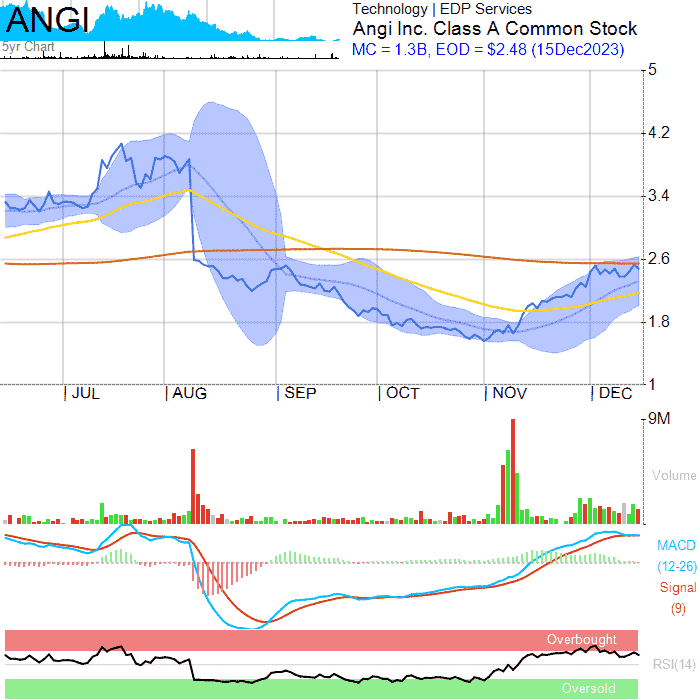 ANGI
5yr Chart
Technology | EDP Services
Angi Inc. Class A Common Stock
MC = 1.3B, EOD = $2.48 (15Dec2023)
5
4.2
3.4
2.6
1.8
1
| JUL | AUG | SEP | OCT | NOV | DEC
9M
Volume
MACD
(12-26)
Signal
(9)
Overbought
RSI(14)
Oversold